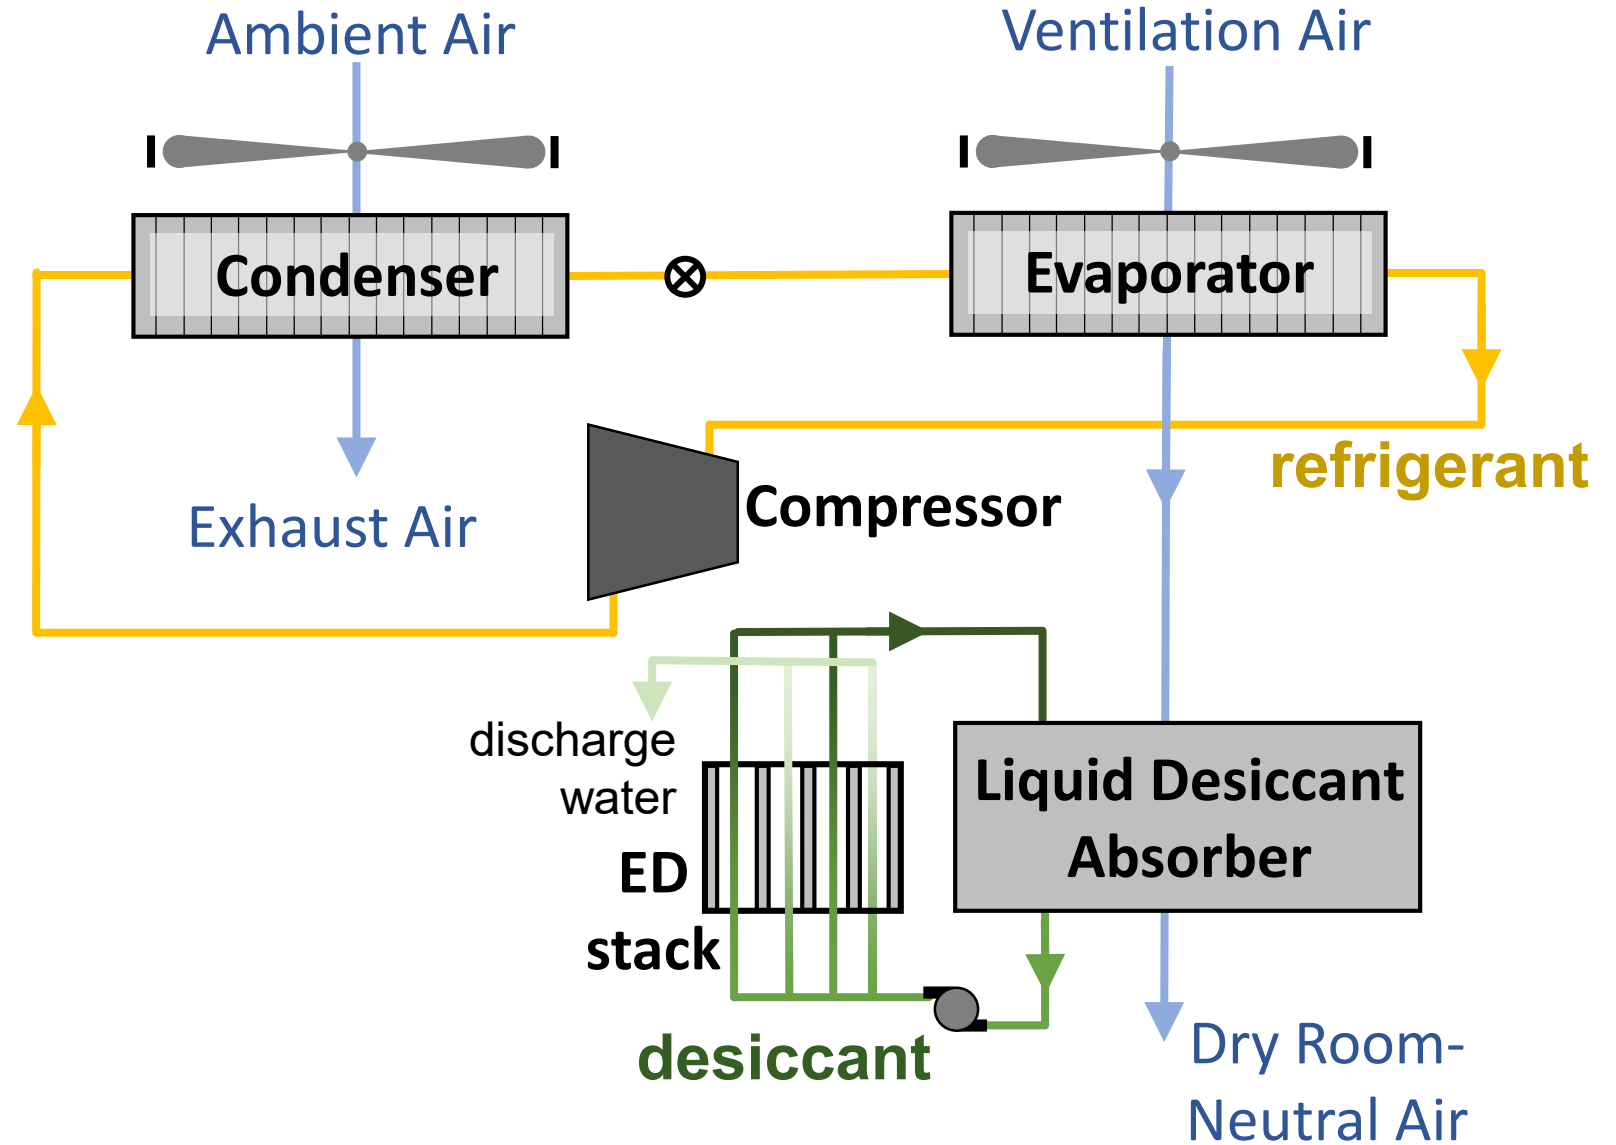 Ambient Air
Ventilation Air
Condenser
Evaporator
refrigerant
Compressor
Exhaust Air
discharge
water
Liquid Desiccant
Absorber
ED
stack
desiccant
Dry Room-
Neutral Air